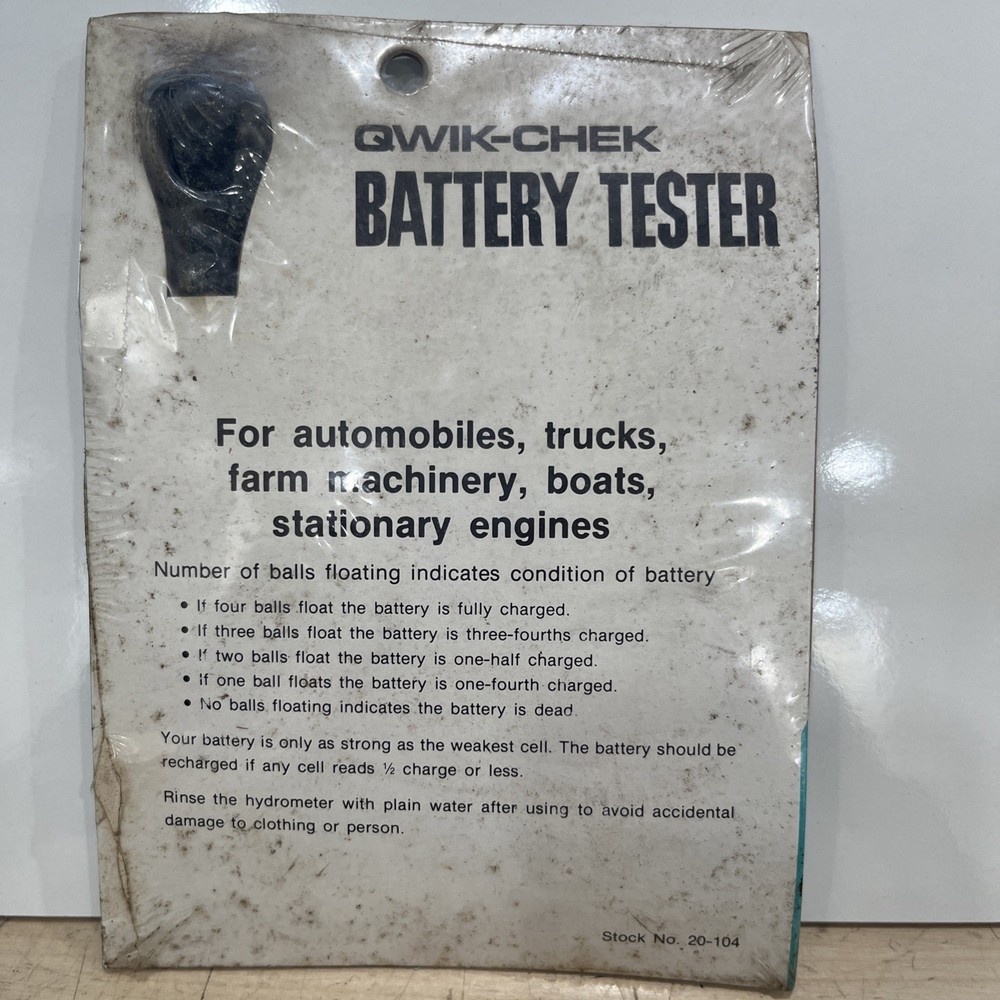 QWIK-CHEK
BATTERY TESTER
For automobiles, trucks,
farm machinery, boats,
stationary engines
Number of balls floating indicates condition of battery
• If four balls float the battery is fully charged.
• If three balls float the battery is three-fourths charged.
• If two balls float the battery is one-half charged.
• If one ball floats the battery is one-fourth charged.
• No balls floating indicates the battery is dead.
Your battery is only as strong as the weakest cell. The battery should be
recharged if any cell reads ½ charge or less.
Rinse the hydrometer with plain water after using to avoid accidental
damage to clothing or person.
Stock No. 20-104